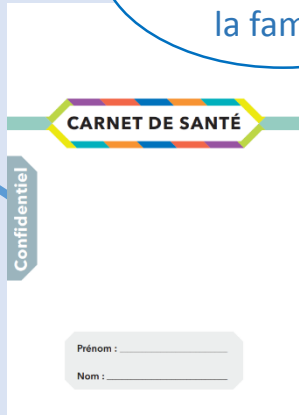 la fam
CARNET DE SANTÉ
Confidentiel
Prénom :
Nom :